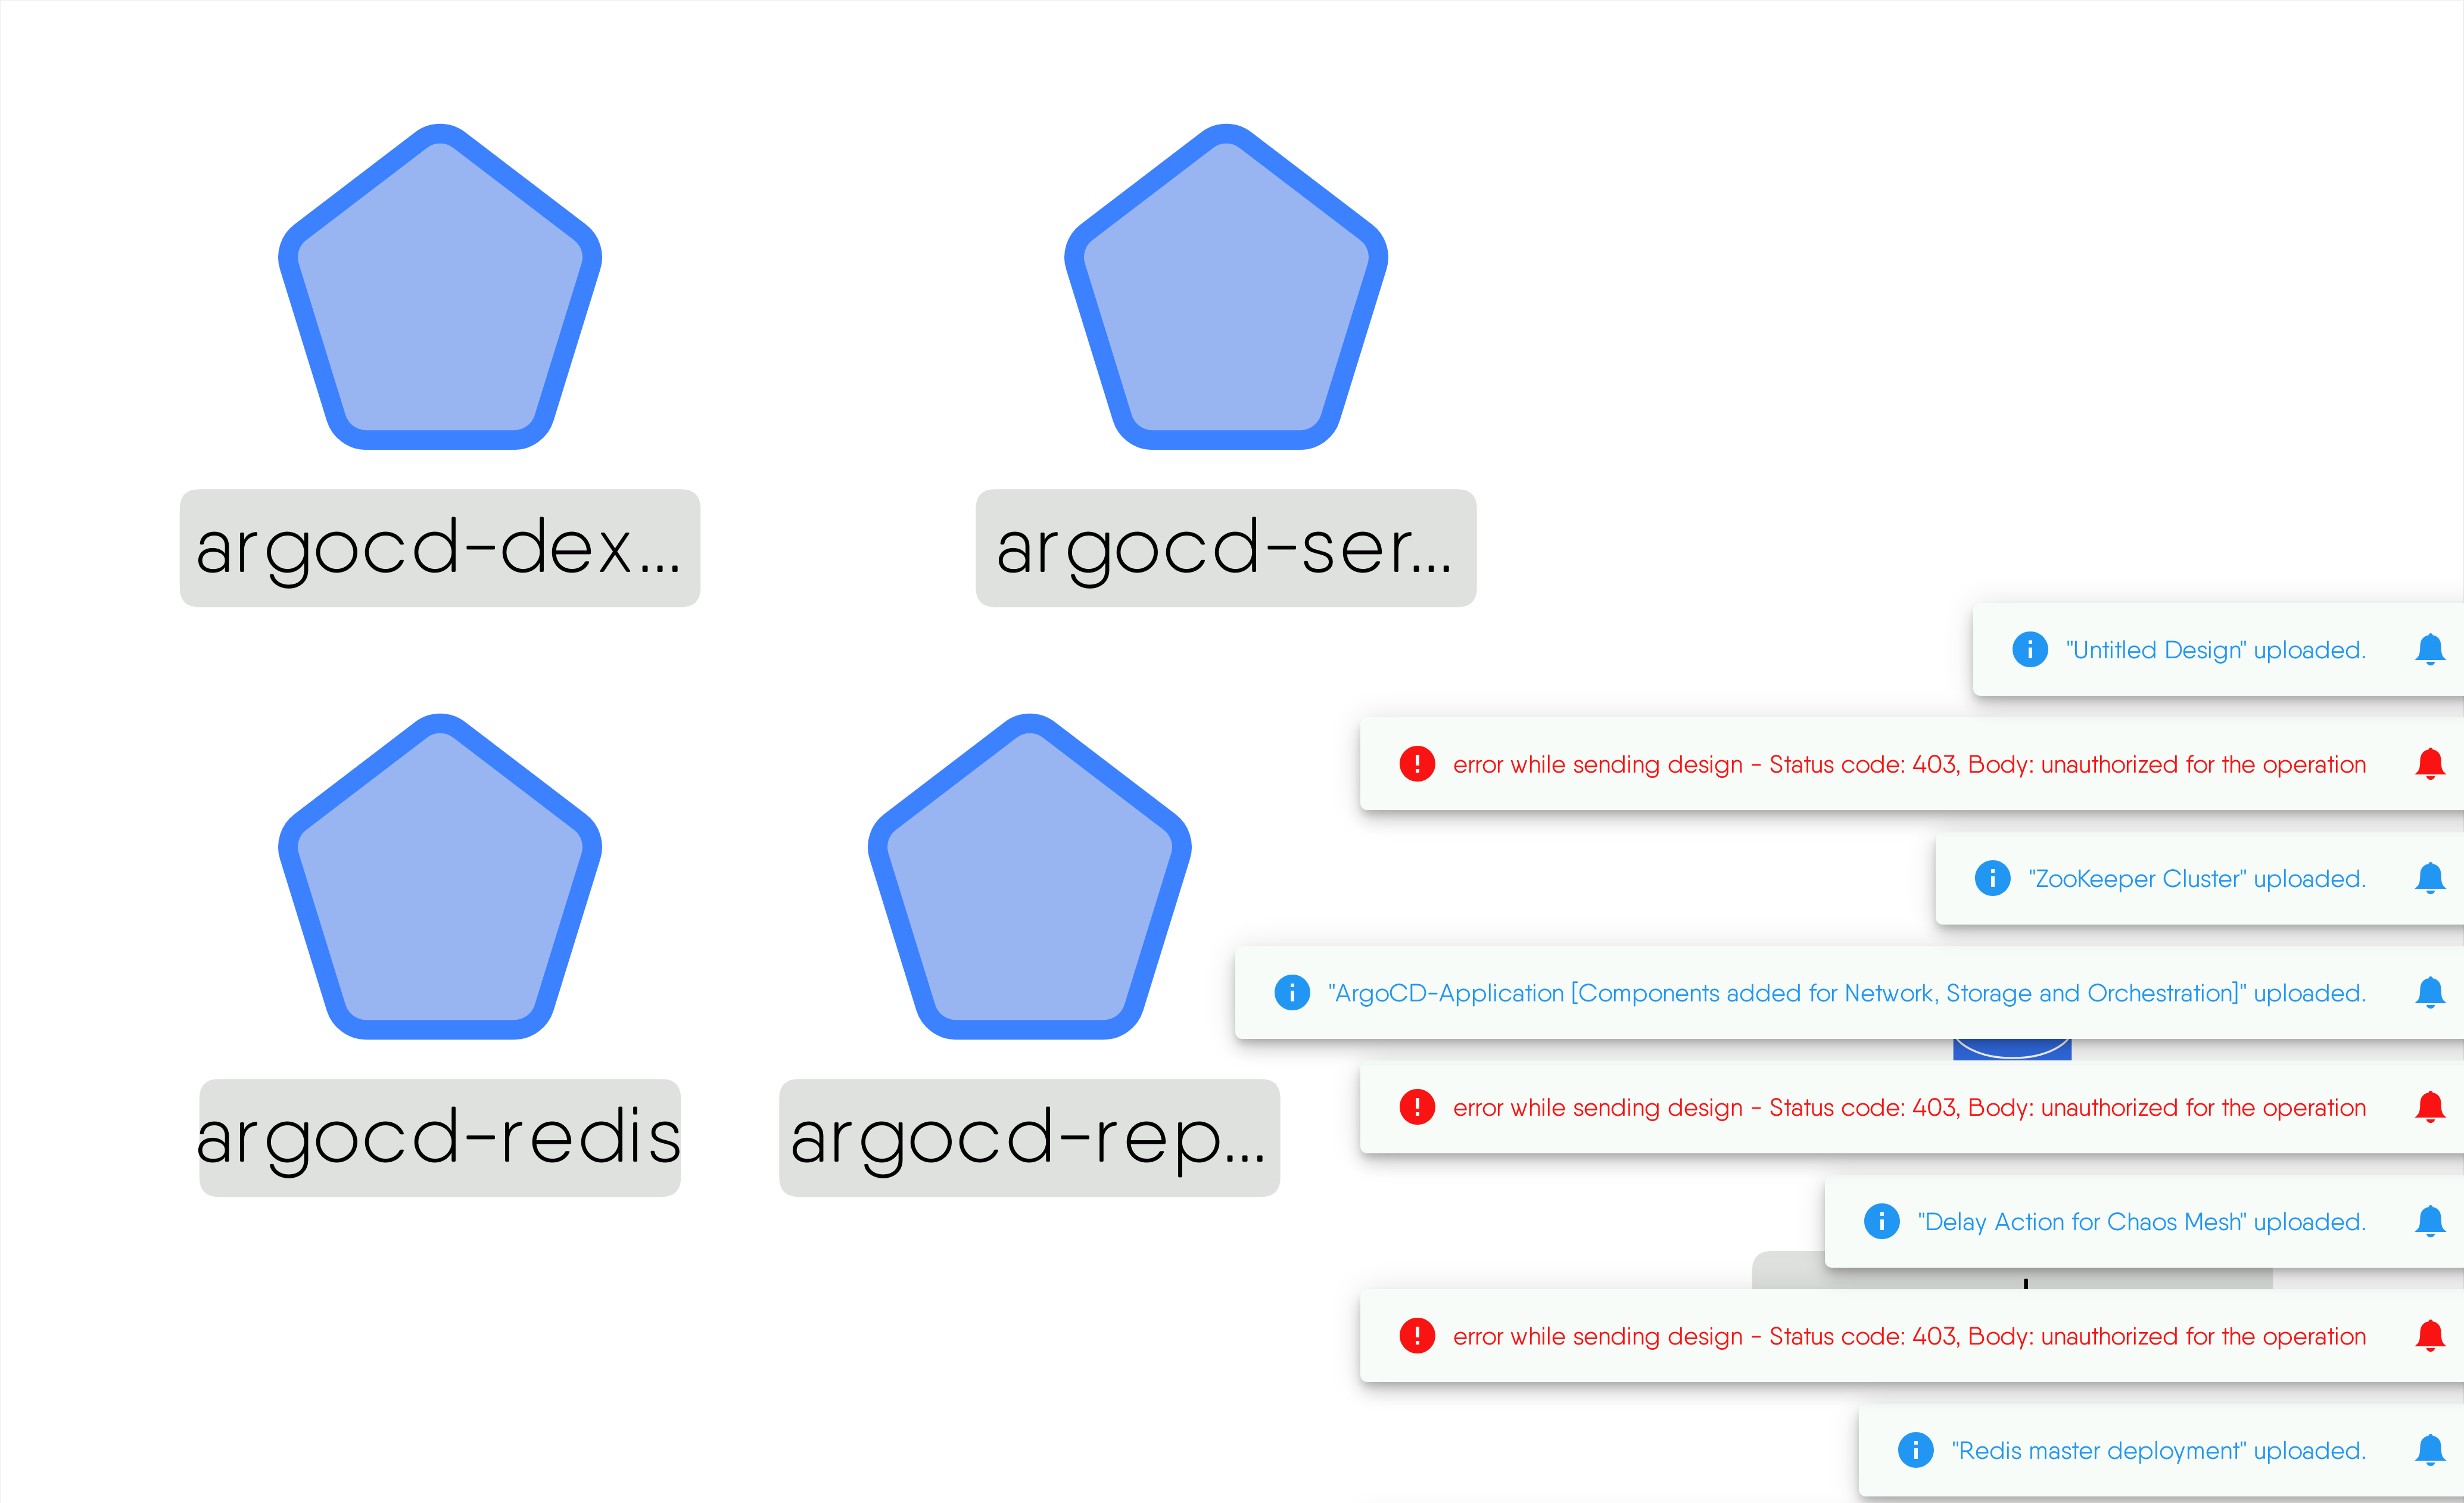 argocd-dex...
argocd-ser...
"Untitled Design" uploaded.
error while sending design - Status code: 403, Body: unauthorized for the operation
"ZooKeeper Cluster" uploaded.
"ArgoCD-Application [Components added for Network, Storage and Orchestration]" uploaded.
argocd-redis
argocd-rep...
error while sending design - Status code: 403, Body: unauthorized for the operation
"Delay Action for Chaos Mesh" uploaded.
error while sending design - Status code: 403, Body: unauthorized for the operation
"Redis master deployment" uploaded.